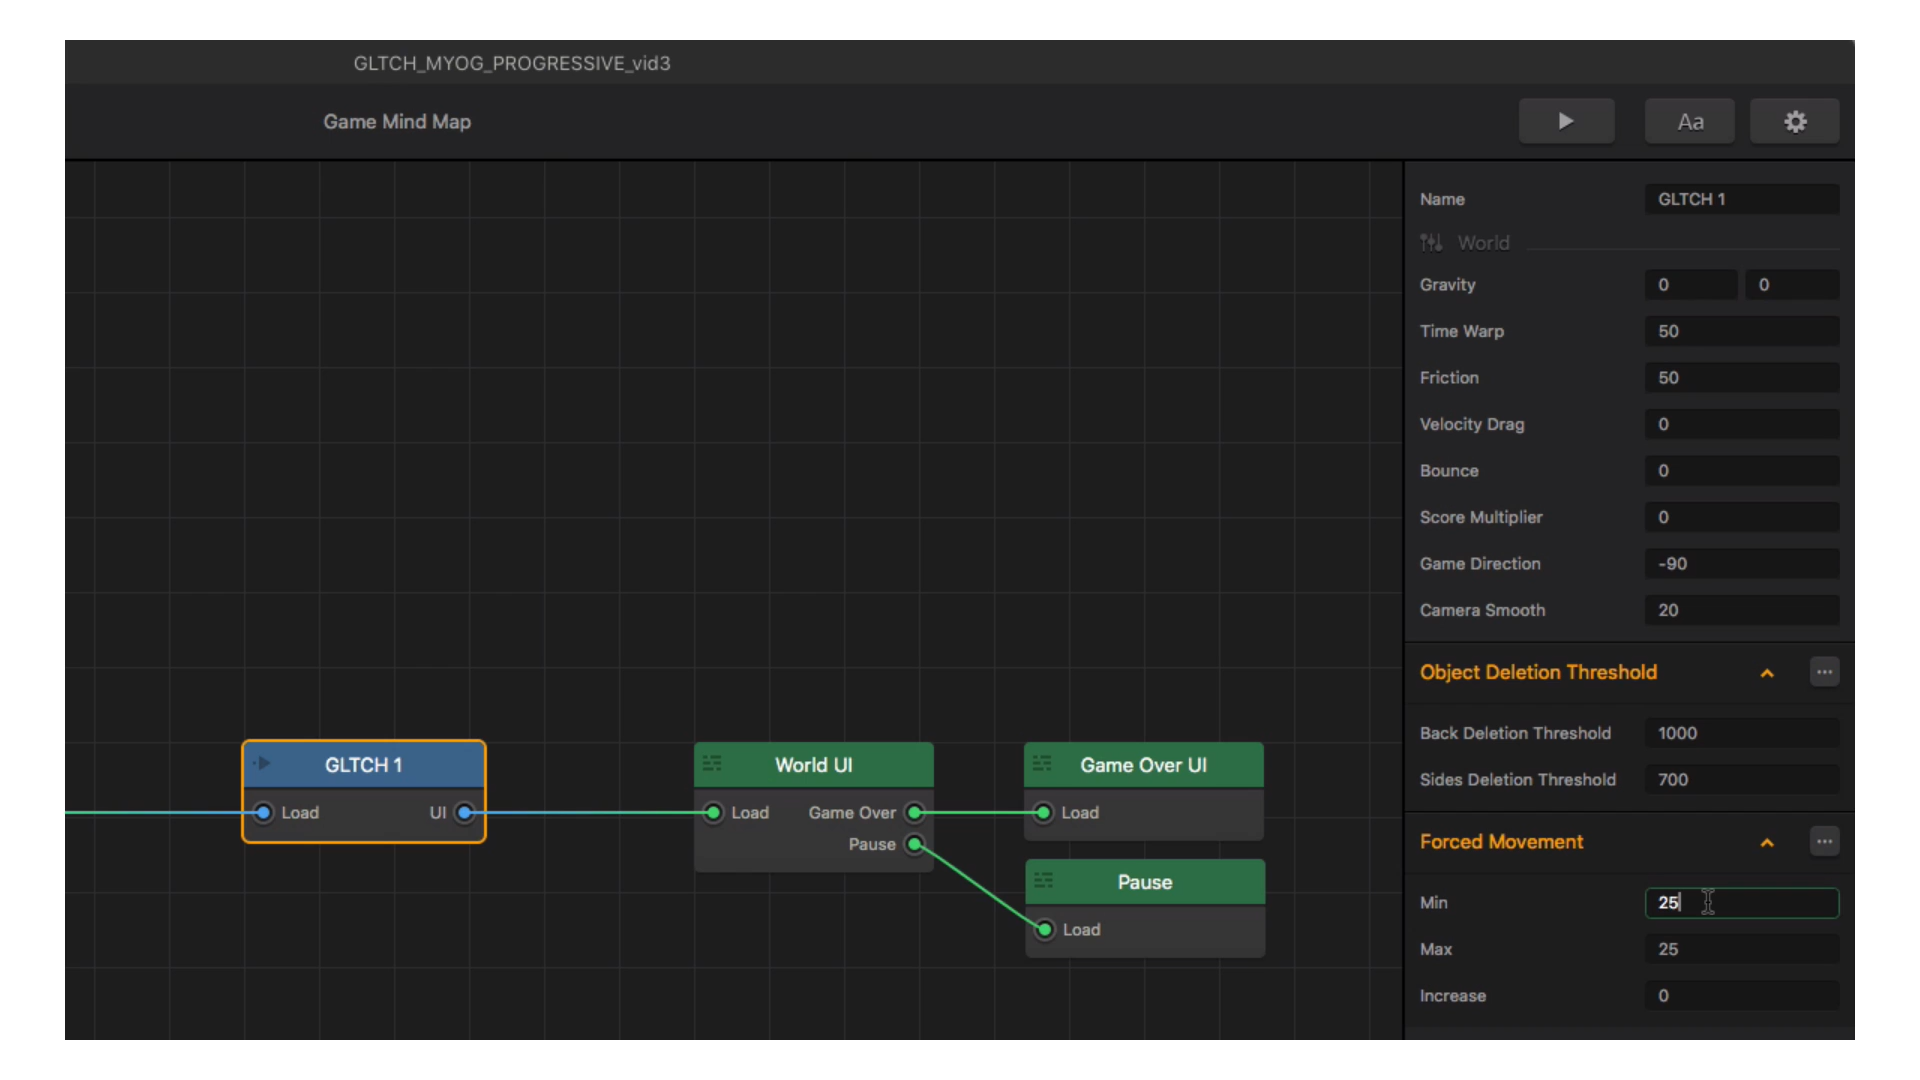 GLTCH_MYOG_PROGRESSIVE_vid3
Game Mind Map
Aa
Name GLTCH 1
World
Gravity 0 0
Time Warp 50
Friction 50
Velocity Drag 0
Bounce 0
Score Multiplier 0
Game Direction -90
Camera Smooth 20
Object Deletion Threshold
Back Deletion Threshold 1000
Sides Deletion Threshold 700
Forced Movement
Min 25
Max 25
Increase 0
GLTCH 1
Load UI
World UI
Load Game Over
Pause
Game Over UI
Load
Pause
Load